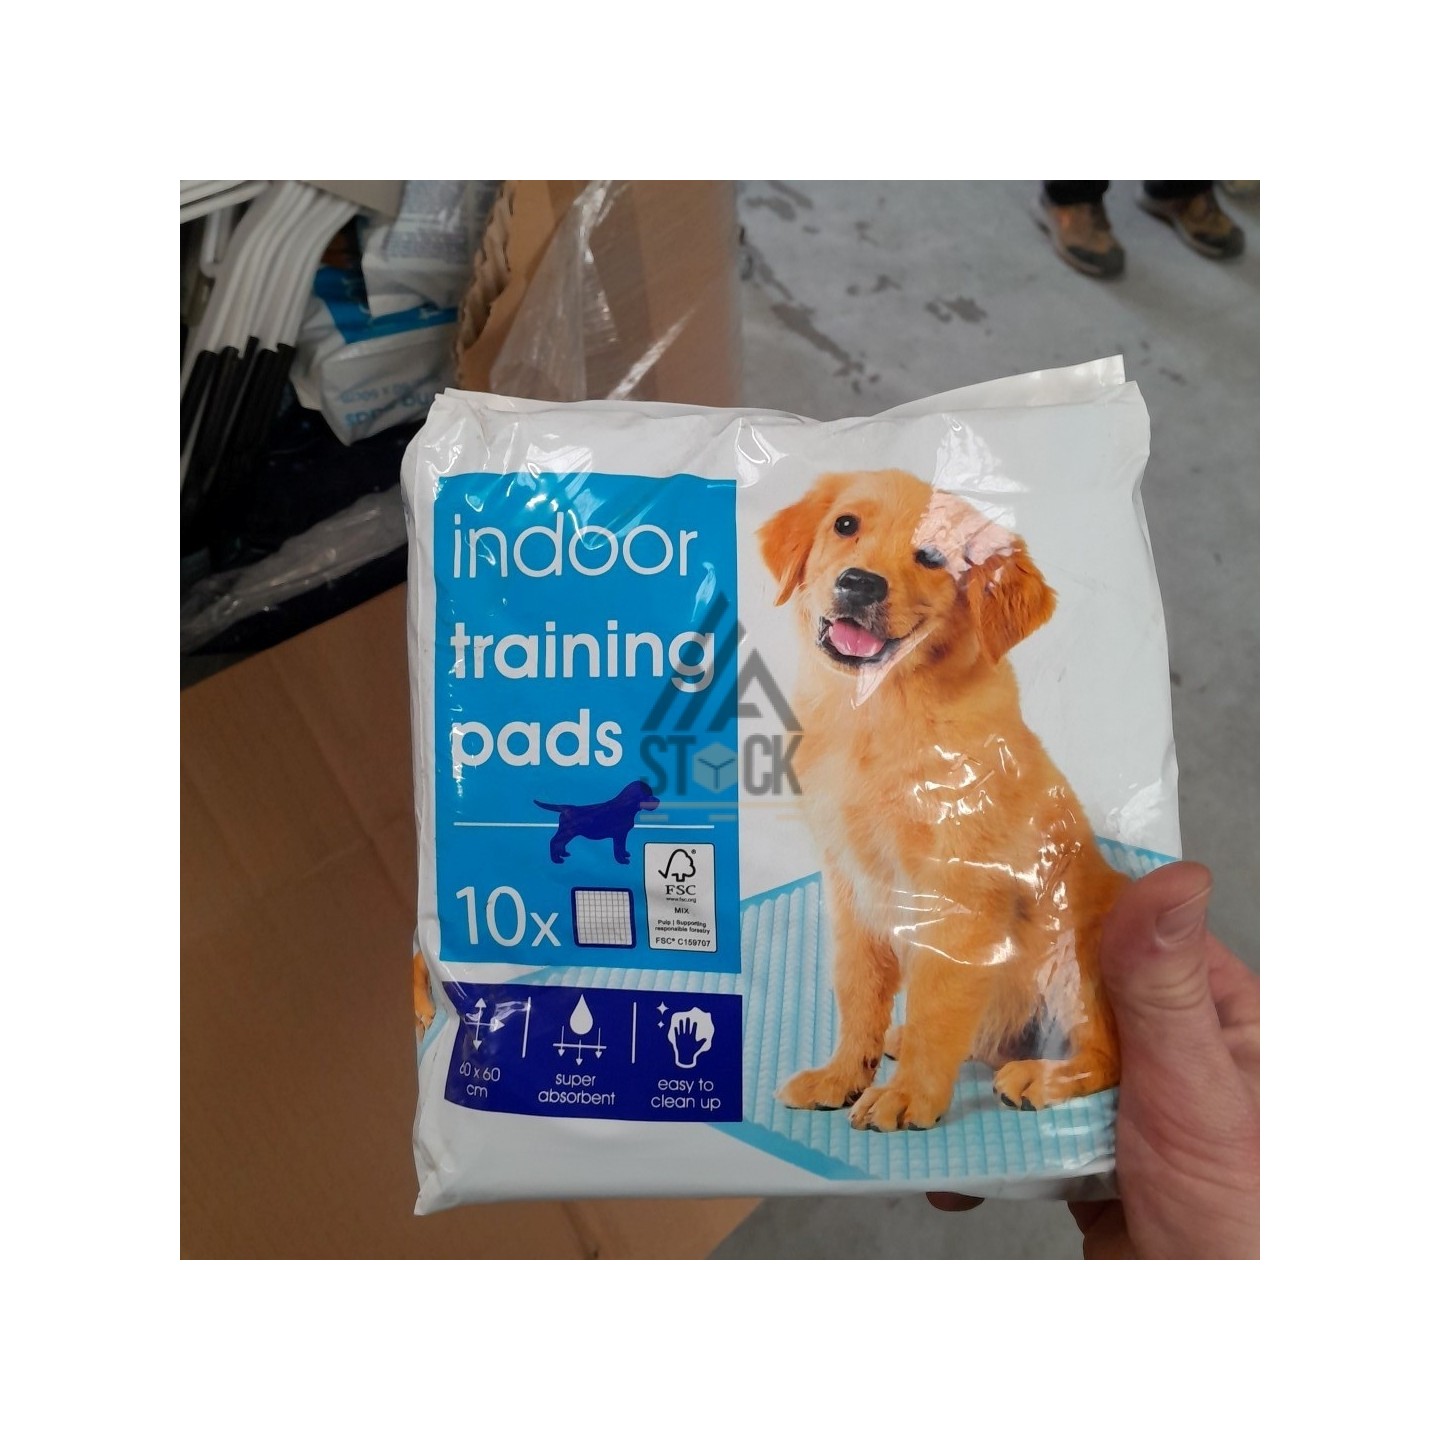 indoor
training
pads
STOCK
10x
FSC®
www.fsc.org
MIX
Pulp | Supporting
responsible forestry
FSC® C159707
60 x 60
cm
super
absorbent
easy to
clean up